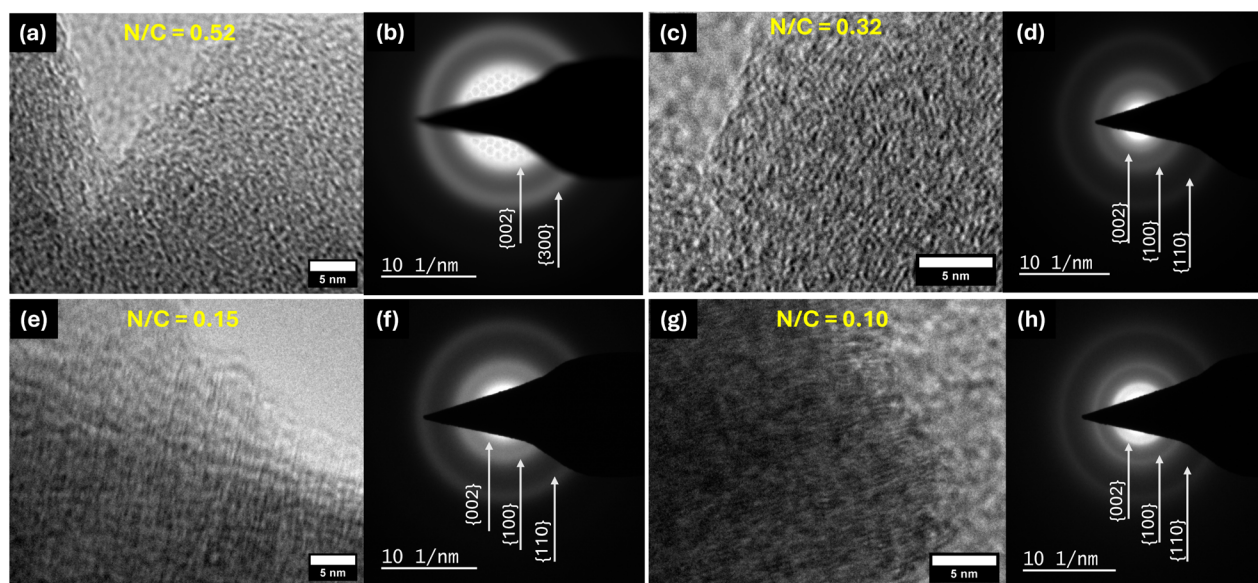 (a)
N/C = 0.52
5 nm
(b)
{002}
{300}
10 1/nm
(c)
N/C = 0.32
5 nm
(d)
{002}
{100}
{110}
10 1/nm
(e)
N/C = 0.15
5 nm
(f)
{002}
{100}
{110}
10 1/nm
(g)
N/C = 0.10
5 nm
(h)
{002}
{100}
{110}
10 1/nm